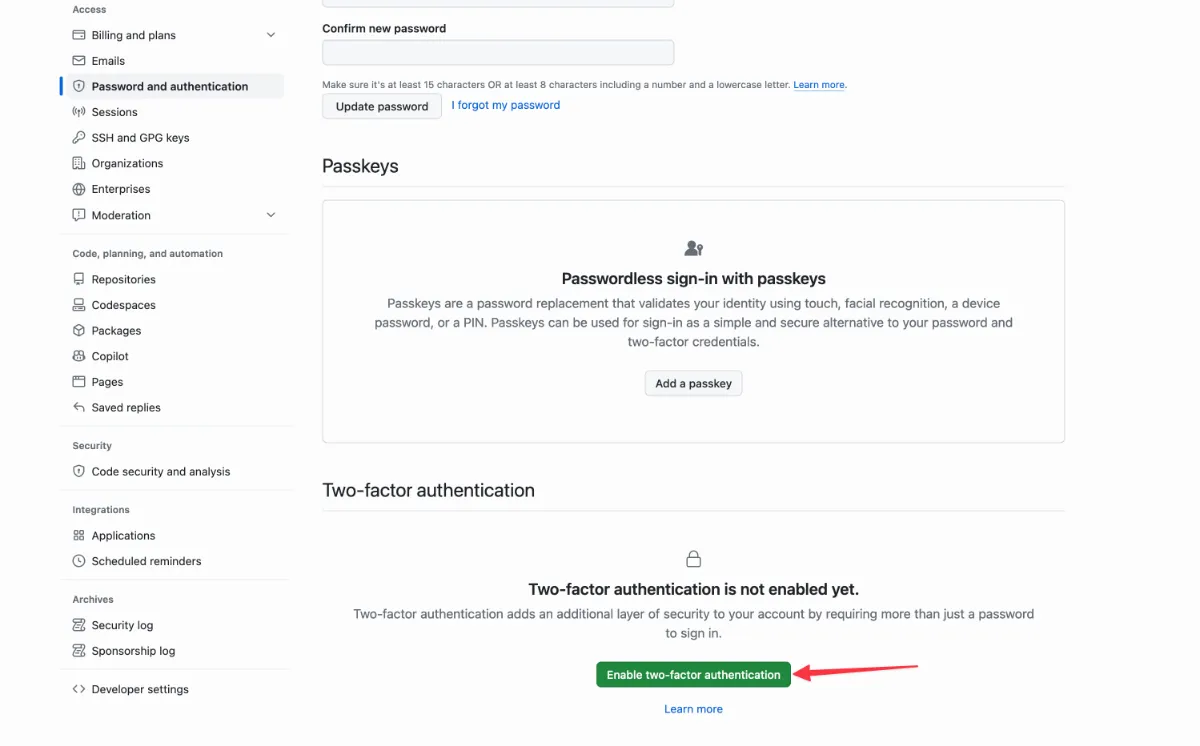 Access
Billing and plans
Emails
Password and authentication
Sessions
SSH and GPG keys
Organizations
Enterprises
Moderation
Code, planning, and automation
Repositories
Codespaces
Packages
Copilot
Pages
Saved replies
Security
Code security and analysis
Integrations
Applications
Scheduled reminders
Archives
Security log
Sponsorship log
Developer settings
Confirm new password
Make sure it's at least 15 characters OR at least 8 characters including a number and a lowercase letter. Learn more.
Update password I forgot my password
Passkeys
Passwordless sign-in with passkeys
Passkeys are a password replacement that validates your identity using touch, facial recognition, a device
password, or a PIN. Passkeys can be used for sign-in as a simple and secure alternative to your password and
two-factor credentials.
Add a passkey
Two-factor authentication
Two-factor authentication is not enabled yet.
Two-factor authentication adds an additional layer of security to your account by requiring more than just a password
to sign in.
Enable two-factor authentication
Learn more